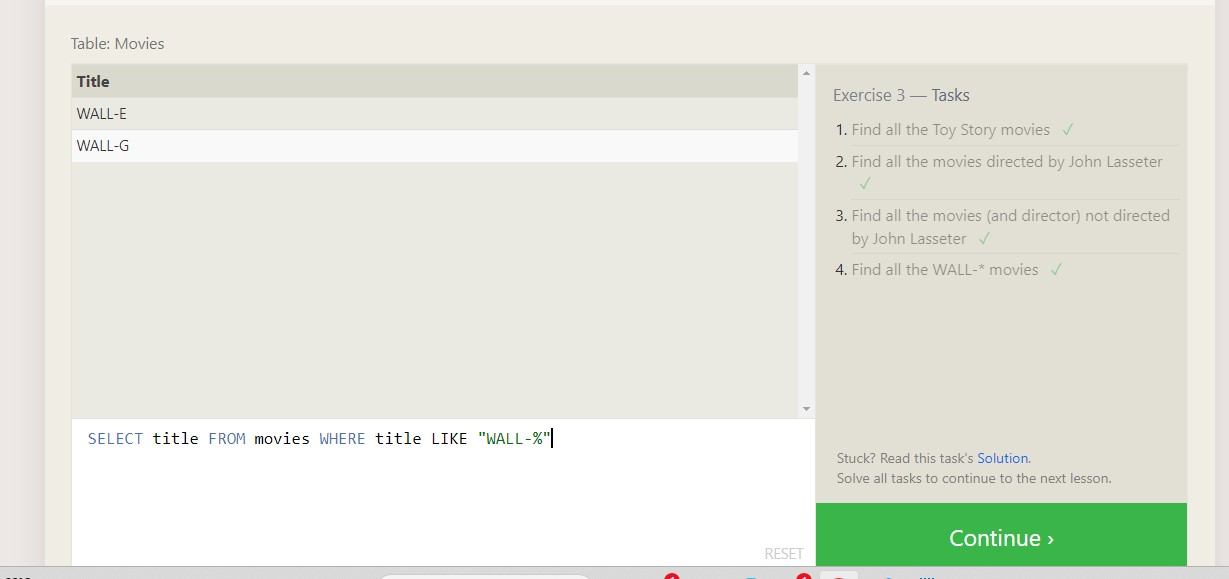 Table: Movies
Title
WALL-E
WALL-G
SELECT title FROM movies WHERE title LIKE "WALL-%"
RESET
Exercise 3 — Tasks
1. Find all the Toy Story movies ✓
2. Find all the movies directed by John Lasseter
✓
3. Find all the movies (and director) not directed
by John Lasseter ✓
4. Find all the WALL-* movies ✓
Stuck? Read this task's Solution.
Solve all tasks to continue to the next lesson.
Continue ›